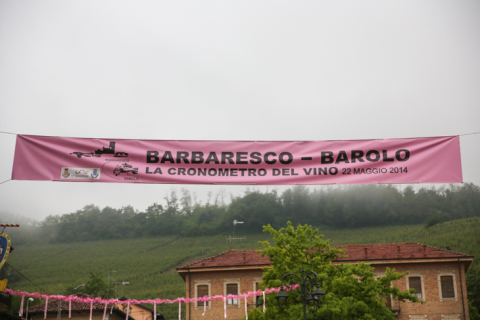 BARBARESCO – BAROLO
LA CRONOMETRO DEL VINO 22 MAGGIO 2014